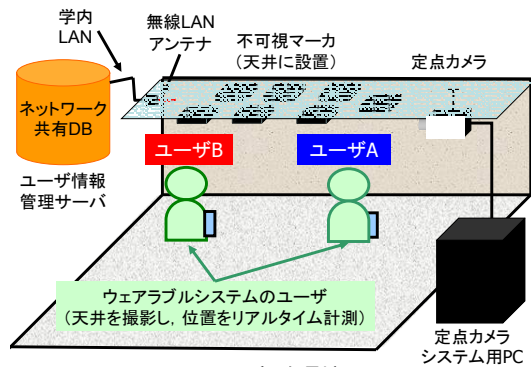 学内
LAN
無線LAN
アンテナ
不可視マーカ
(天井に設置)
定点カメラ
ネットワーク
共有DB
ユーザ情報
管理サーバ
ユーザB
ユーザA
ウェアラブルシステムのユーザ
(天井を撮影し，位置をリアルタイム計測)
定点カメラ
システム用PC